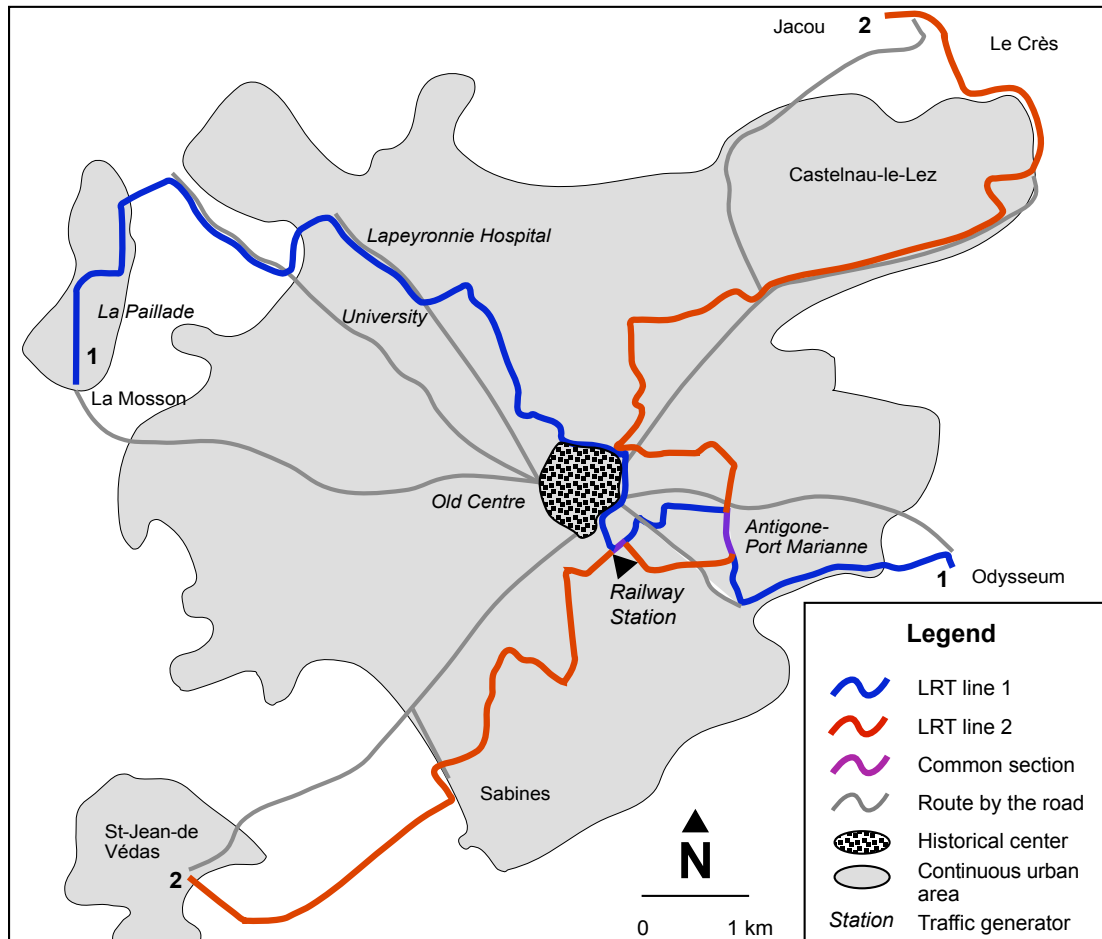 Jacou 2
Le Crès
Castelnau-le-Lez
Lapeyronnie Hospital
La Paillade
University
1
La Mosson
Old Centre
Antigone-
Port Marianne
1 Odysseum
Railway
Station
Sabines
St-Jean-de
Védas
2
N
0 1 km
Legend
LRT line 1
LRT line 2
Common section
Route by the road
Historical center
Continuous urban
area
Station Traffic generator